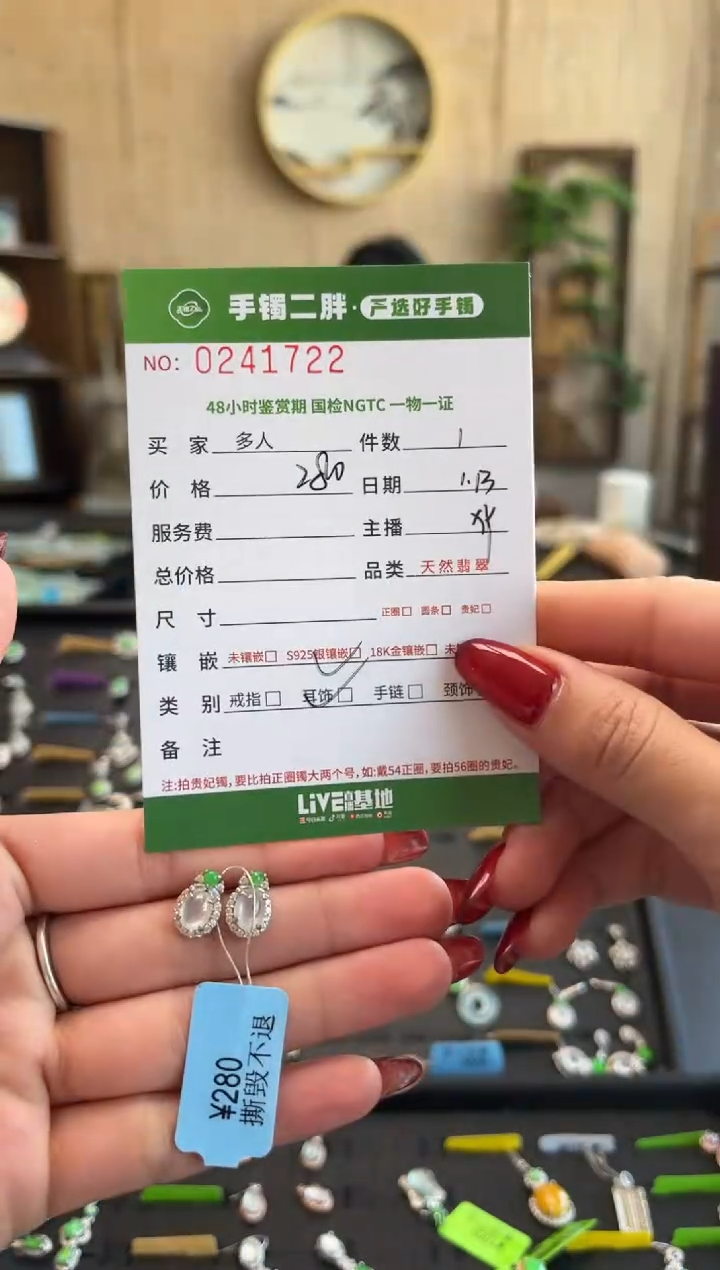 手镯二胖·严选好手镯
NO: 0241722
48小时鉴赏期 国检NGTC 一物一证
买 家 多人 件数 1
价 格 280 日期 1.13
服务费 主播
总价格 品类 天然翡翠
尺 寸 正圈□ 圆条□ 贵妃□
镶 嵌 未镶嵌□ S925银镶嵌□ 18K金镶嵌□ 未
类 别 戒指□ 耳饰□ 手链□ 颈饰
备 注
注:拍贵妃镯,要比拍正圈镯大两个号,如:戴54正圈,要拍56圈的贵妃。
LiVE直播基地
¥280
撕毁不退